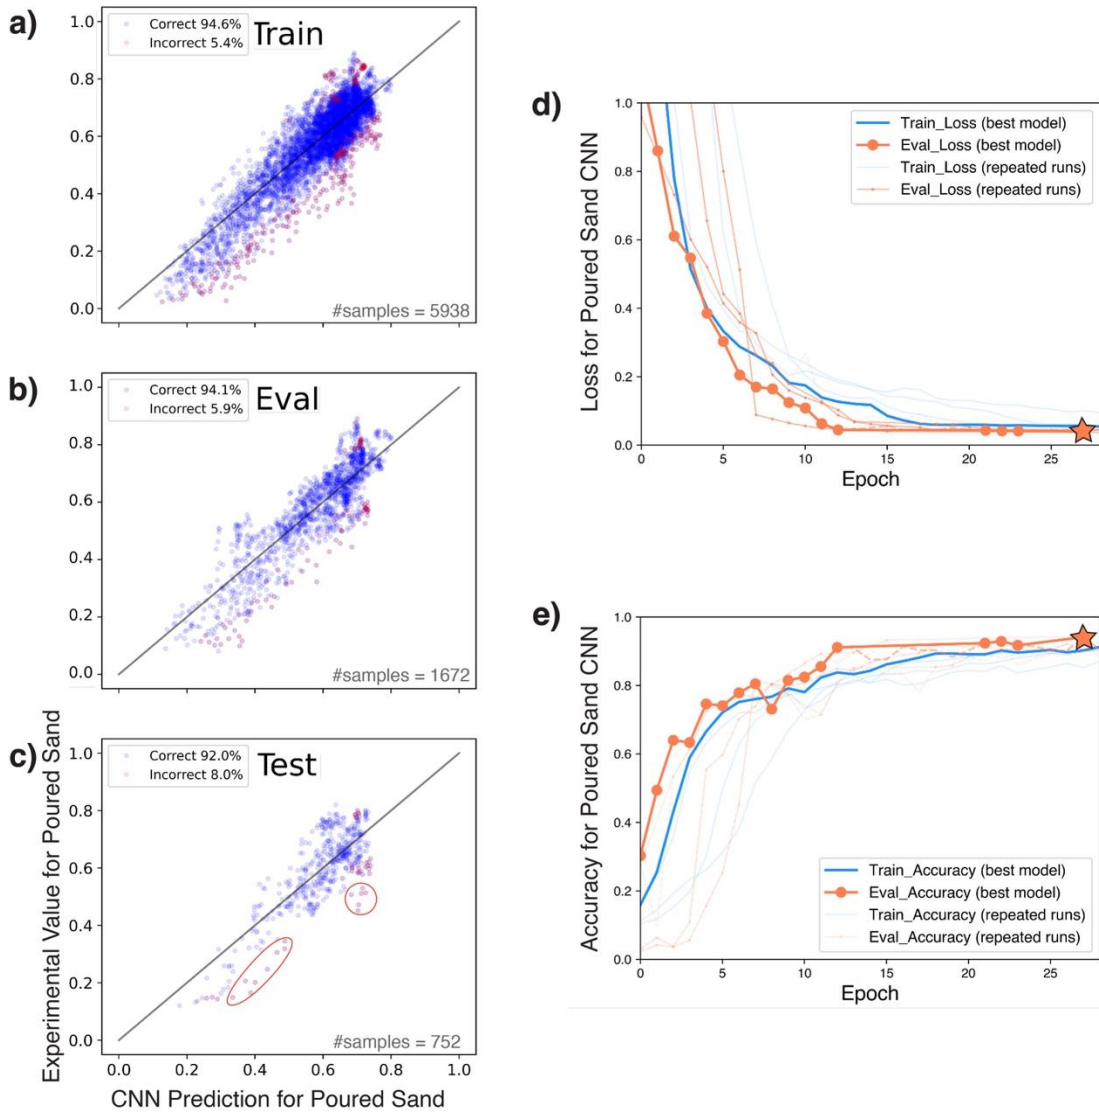 a)
Correct 94.6%
Incorrect 5.4%
Train
1.0
0.8
0.6
0.4
0.2
0.0
#samples = 5938
b)
Correct 94.1%
Incorrect 5.9%
Eval
1.0
0.8
0.6
0.4
0.2
0.0
#samples = 1672
c)
Correct 92.0%
Incorrect 8.0%
Test
1.0
0.8
0.6
0.4
0.2
0.0
#samples = 752
0.0 0.2 0.4 0.6 0.8 1.0
Experimental Value for Poured Sand
CNN Prediction for Poured Sand
d)
1.0
0.8
0.6
0.4
0.2
0.0
Loss for Poured Sand CNN
Train_Loss (best model)
Eval_Loss (best model)
Train_Loss (repeated runs)
Eval_Loss (repeated runs)
0 5 10 15 20 25
Epoch
e)
1.0
0.8
0.6
0.4
0.2
0.0
Accuracy for Poured Sand CNN
Train_Accuracy (best model)
Eval_Accuracy (best model)
Train_Accuracy (repeated runs)
Eval_Accuracy (repeated runs)
0 5 10 15 20 25
Epoch